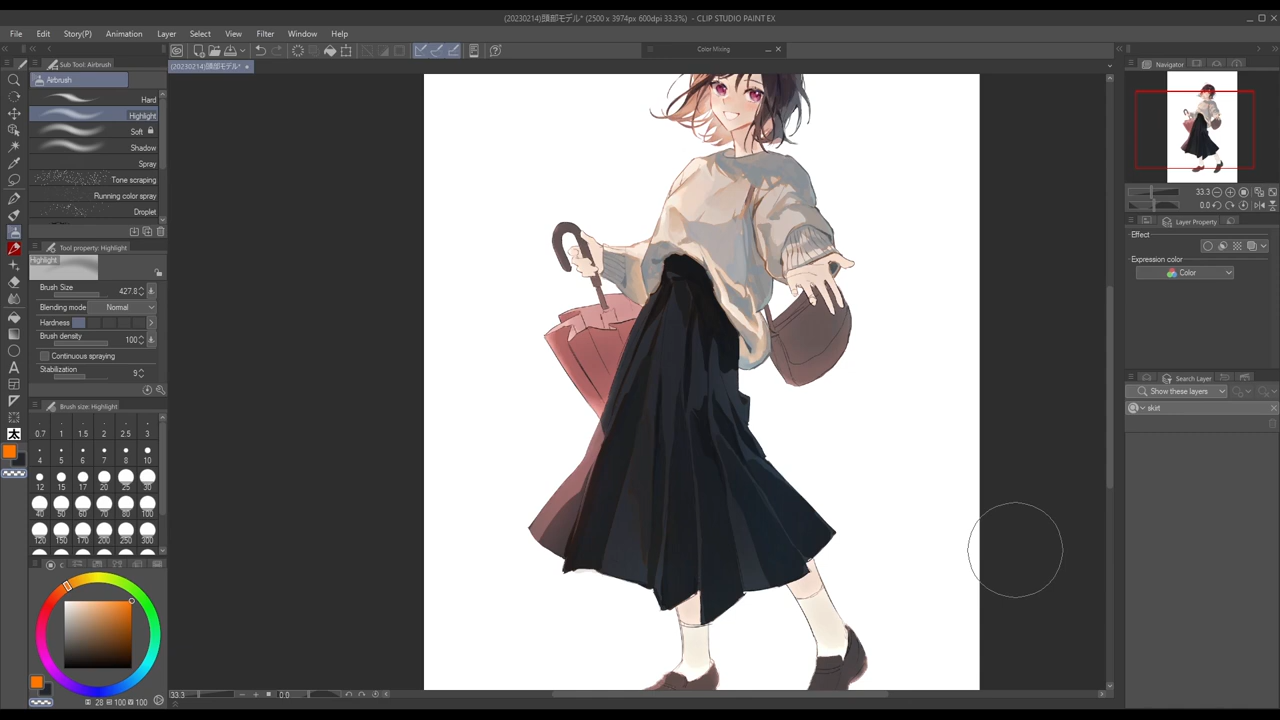 (20230214)頭部モデル* (2500 x 3974px 600dpi 33.3%) - CLIP STUDIO PAINT EX
File Edit Story(P) Animation Layer Select View Filter Window Help
Color Mixing
Sub Tool: Airbrush
(20230214)頭部モデル*
Navigator
Airbrush
Hard
Highlight
Soft
Shadow
Spray
Tone scraping
Running color spray
Droplet
33.3
0.0
Layer Property
Effect
Expression color
Color
Tool property: Highlight
Highlight
Brush Size 427.8
Blending mode Normal
Hardness
Brush density 100
Continuous spraying
Stabilization 9
Search Layer
Show these layers
skirt
Brush size: Highlight
0.7 1 1.5 2 2.5 3
4 5 6 7 8 10
12 15 17 20 25 30
40 50 60 70 80 100
120 150 170 200 250 300
28 100 100
33.3 0.0